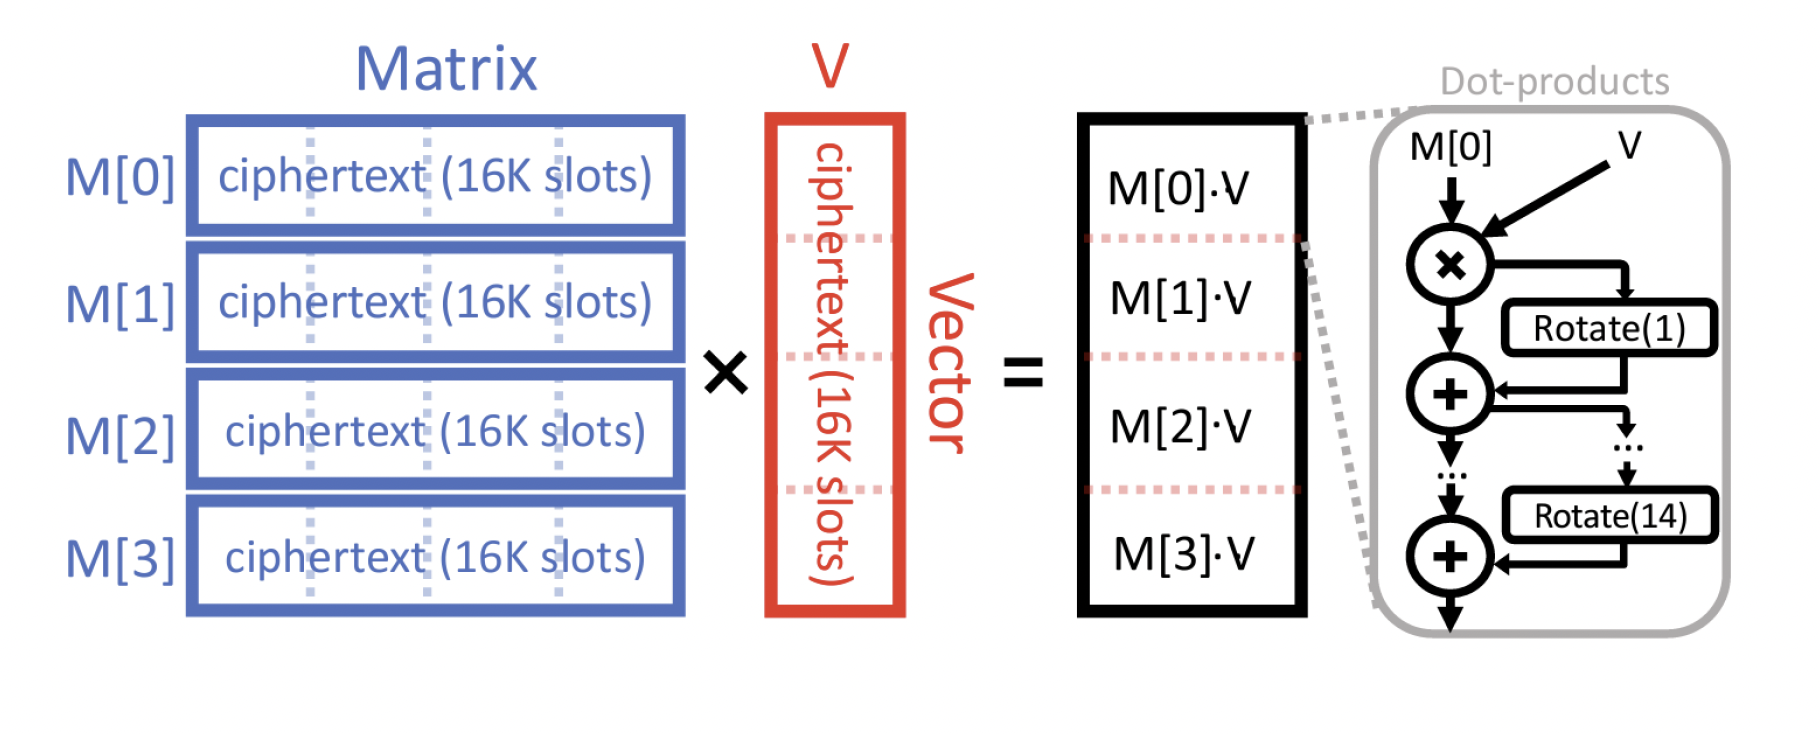 Matrix
V
Dot-products
M[0]
ciphertext (16K slots)
M[1]
ciphertext (16K slots)
M[2]
ciphertext (16K slots)
M[3]
ciphertext (16K slots)
×
ciphertext (16K slots)
Vector
=
M[0]·V
M[1]·V
M[2]·V
M[3]·V
M[0]
V
×
Rotate(1)
+
...
...
Rotate(14)
+